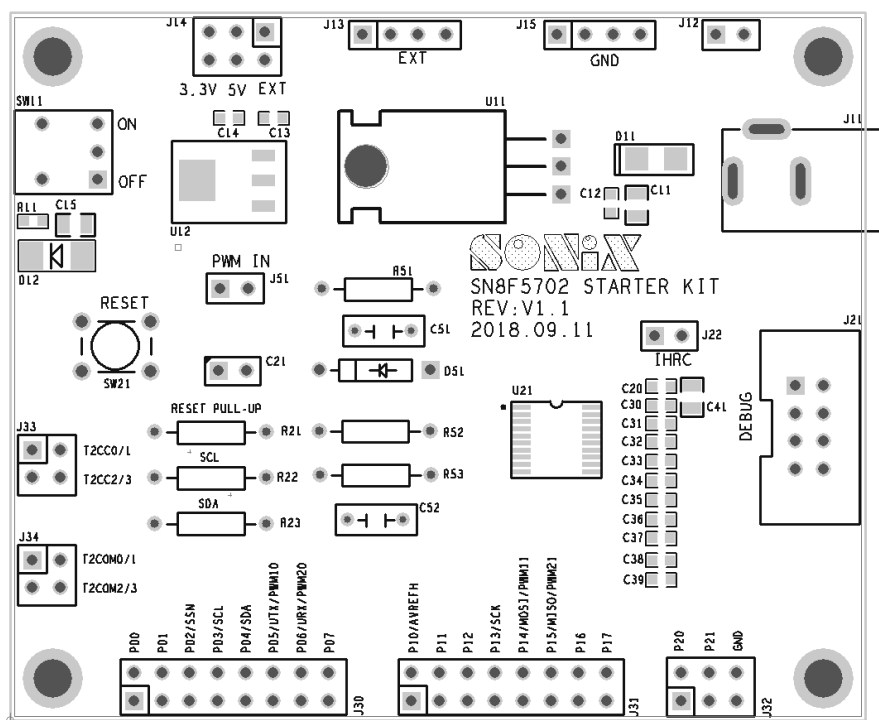 J14
J13
J15
J12
EXT
GND
3.3V 5V EXT
SW11
ON
OFF
C14
C13
U11
D11
J11
C12
C11
R11
C15
U12
D12
SONiX
SN8F5702 STARTER KIT
REV:V1.1
2018.09.11
PWM IN
J51
R51
RESET
C51
J22
IHRC
J21
SW21
C21
D51
U21
C20
C30
C31
C32
C33
C34
C35
C36
C37
C38
C39
C41
DEBUG
RESET PULL-UP
R21
R52
J33
T2CC0/1
T2CC2/3
SCL
R22
R53
SDA
R23
C52
J34
T2COM0/1
T2COM2/3
P00
P01
P02/SSN
P03/SCL
P04/SDA
P05/UTX/PWM10
P06/URX/PWM20
P07
J30
P10/AVREFH
P11
P12
P13/SCK
P14/MOSI/PWM11
P15/MISO/PWM21
P16
P17
J31
P20
P21
GND
J32